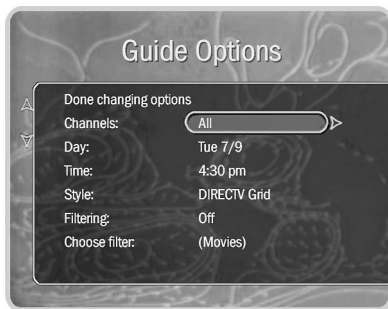 Guide Options
Done changing options
Channels: All
Day: Tue 7/9
Time: 4:30 pm
Style: DIRECTV Grid
Filtering: Off
Choose filter: (Movies)